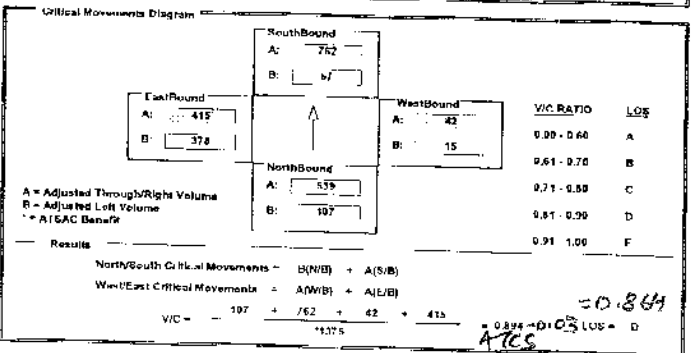 Critical Movements Diagram
SouthBound
A: 762
B: 67
EastBound
A: 415
B: 378
WestBound
A: 42
B: 15
NorthBound
A: 539
B: 107
A = Adjusted Through/Right Volume
B = Adjusted Left Volume
* = ATSAC Benefit
V/C RATIO LOS
0.00 - 0.60 A
0.61 - 0.70 B
0.71 - 0.80 C
0.81 - 0.90 D
0.91 - 1.00 E
Results
North/South Critical Movements = B(N/B) + A(S/B)
West/East Critical Movements = A(W/B) + A(E/B)
V/C = 107 + 762 + 42 + 415
*1375
= 0.894 LOS = D
= 0.864
ATCS